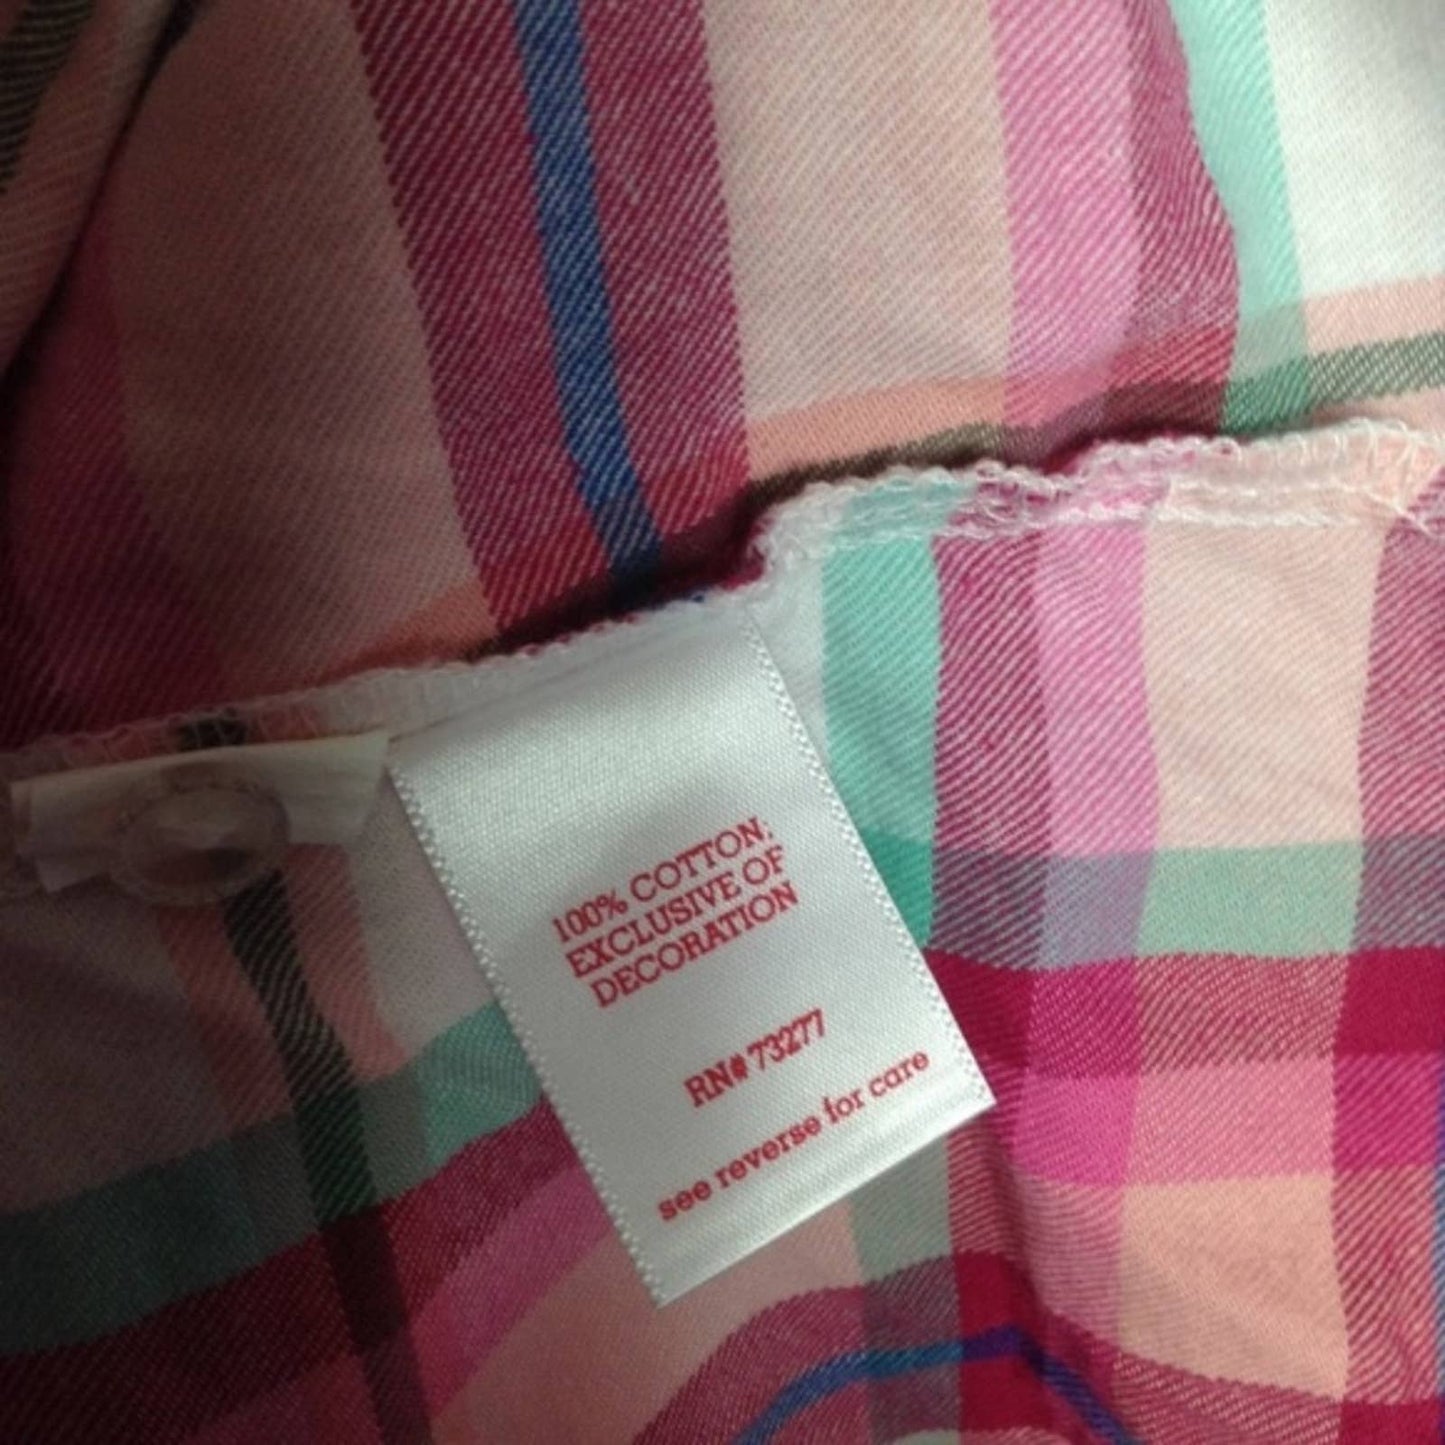 100% COTTON;
EXCLUSIVE OF
DECORATION
RN# 73277
see reverse for care